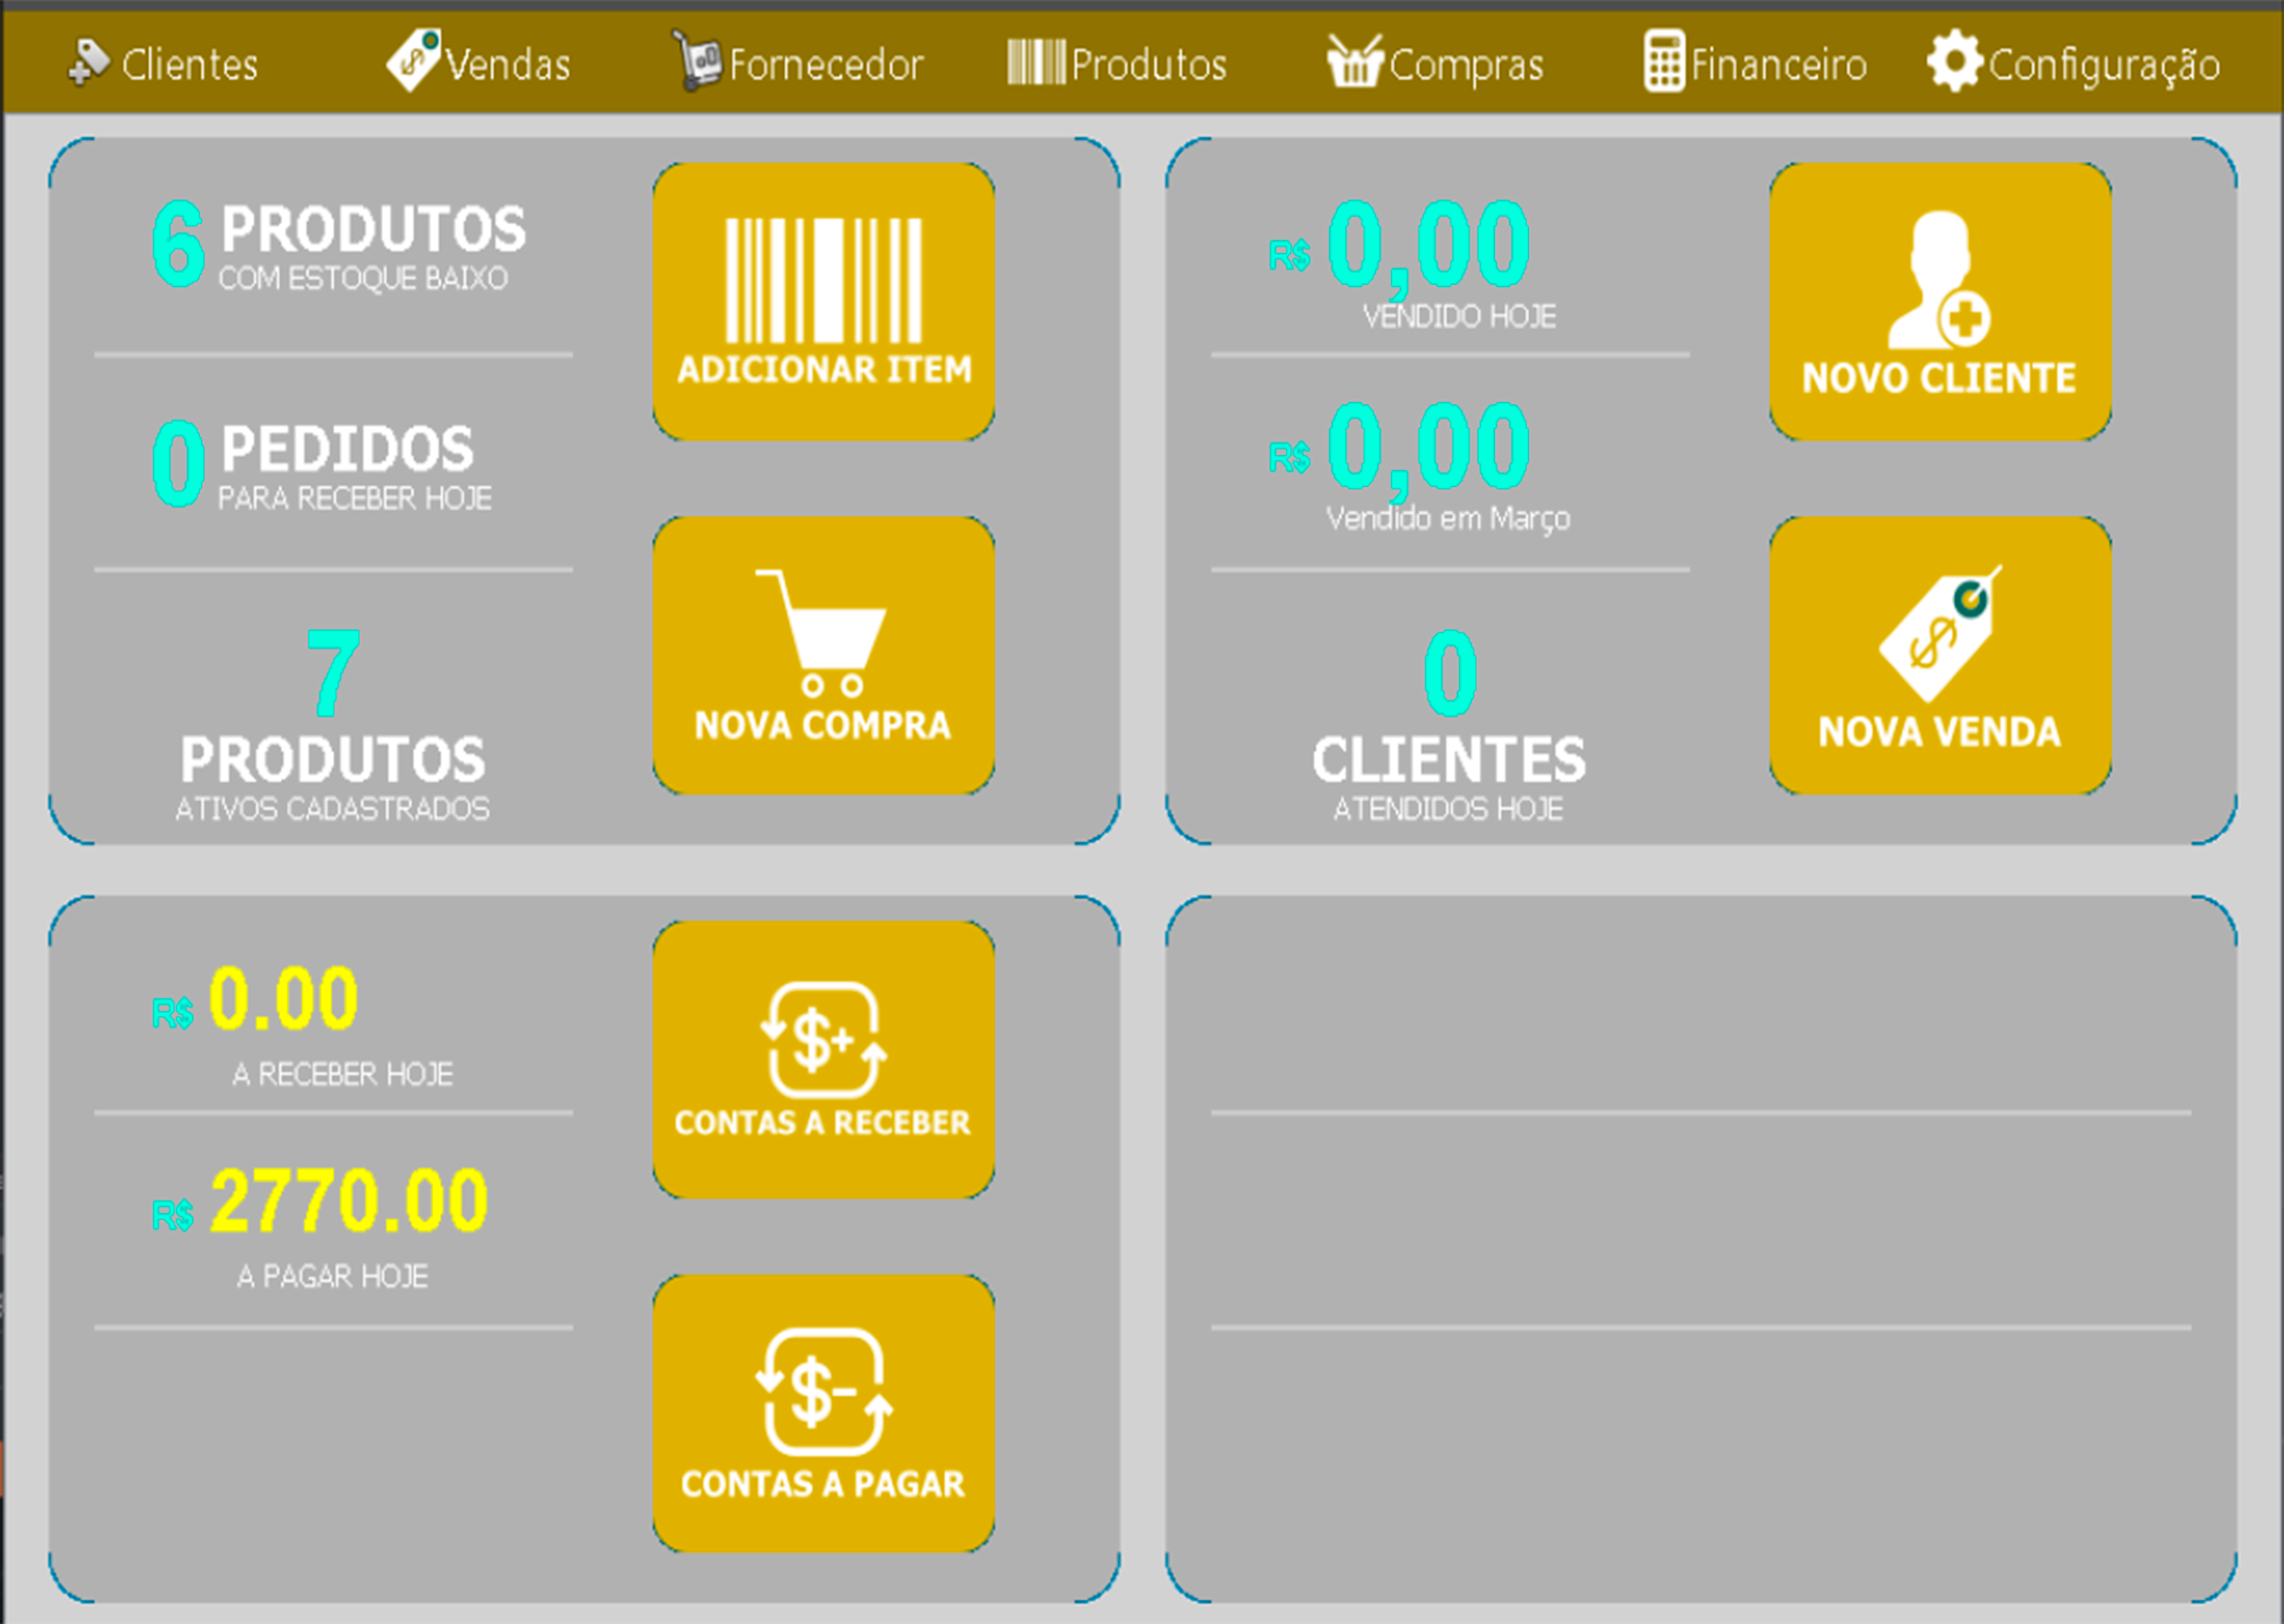 Clientes
Vendas
Fornecedor
Produtos
Compras
Financeiro
Configuração
6 PRODUTOS
COM ESTOQUE BAIXO
0 PEDIDOS
PARA RECEBER HOJE
7
PRODUTOS
ATIVOS CADASTRADOS
ADICIONAR ITEM
NOVA COMPRA
R$ 0,00
VENDIDO HOJE
R$ 0,00
Vendido em Março
0
CLIENTES
ATENDIDOS HOJE
NOVO CLIENTE
NOVA VENDA
R$ 0.00
A RECEBER HOJE
R$ 2770.00
A PAGAR HOJE
CONTAS A RECEBER
CONTAS A PAGAR